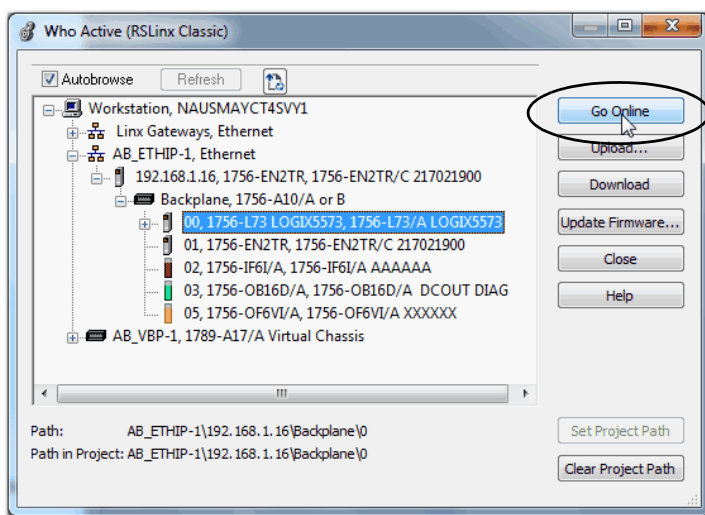 Who Active (RSLinx Classic)
Autobrowse
Refresh
Workstation, NAUSMAYCT4SVY1
Linx Gateways, Ethernet
AB_ETHIP-1, Ethernet
192.168.1.16, 1756-EN2TR, 1756-EN2TR/C 217021900
Backplane, 1756-A10/A or B
00, 1756-L73 LOGIX5573, 1756-L73/A LOGIX5573
01, 1756-EN2TR, 1756-EN2TR/C 217021900
02, 1756-IF6I/A, 1756-IF6I/A AAAAAA
03, 1756-OB16D/A, 1756-OB16D/A DCOUT DIAG
05, 1756-OF6VI/A, 1756-OF6VI/A XXXXXX
AB_VBP-1, 1789-A17/A Virtual Chassis
Go Online
Upload...
Download
Update Firmware...
Close
Help
Path: AB_ETHIP-1\192.168.1.16\Backplane\0
Path in Project: AB_ETHIP-1\192.168.1.16\Backplane\0
Set Project Path
Clear Project Path